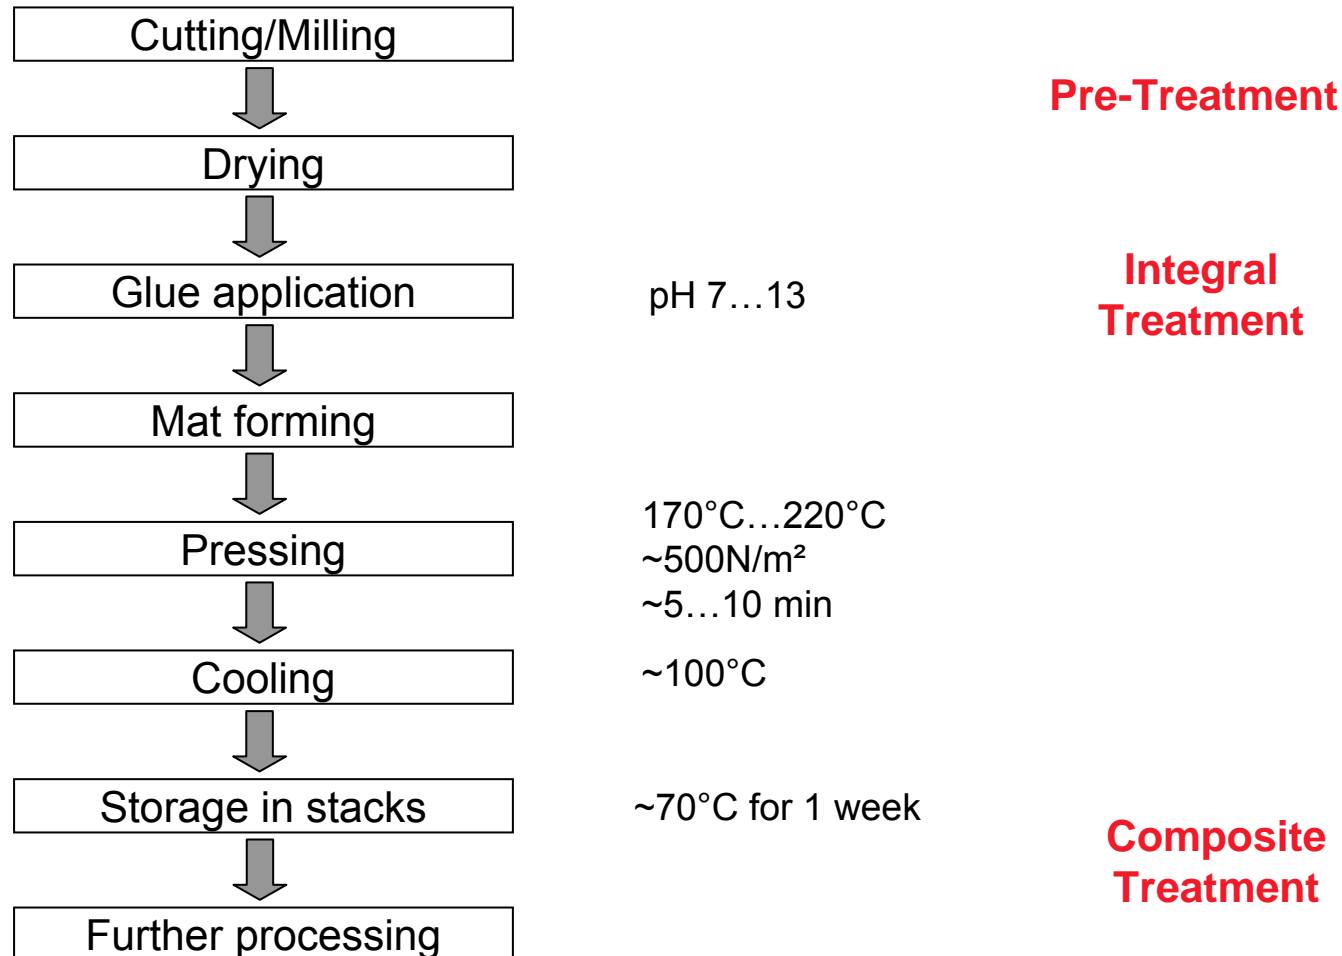 Cutting/Milling
Pre-Treatment
Drying
Glue application
pH 7…13
Integral
Treatment
Mat forming
Pressing
170°C…220°C
~500N/m²
~5…10 min
Cooling
~100°C
Storage in stacks
~70°C for 1 week
Composite
Treatment
Further processing